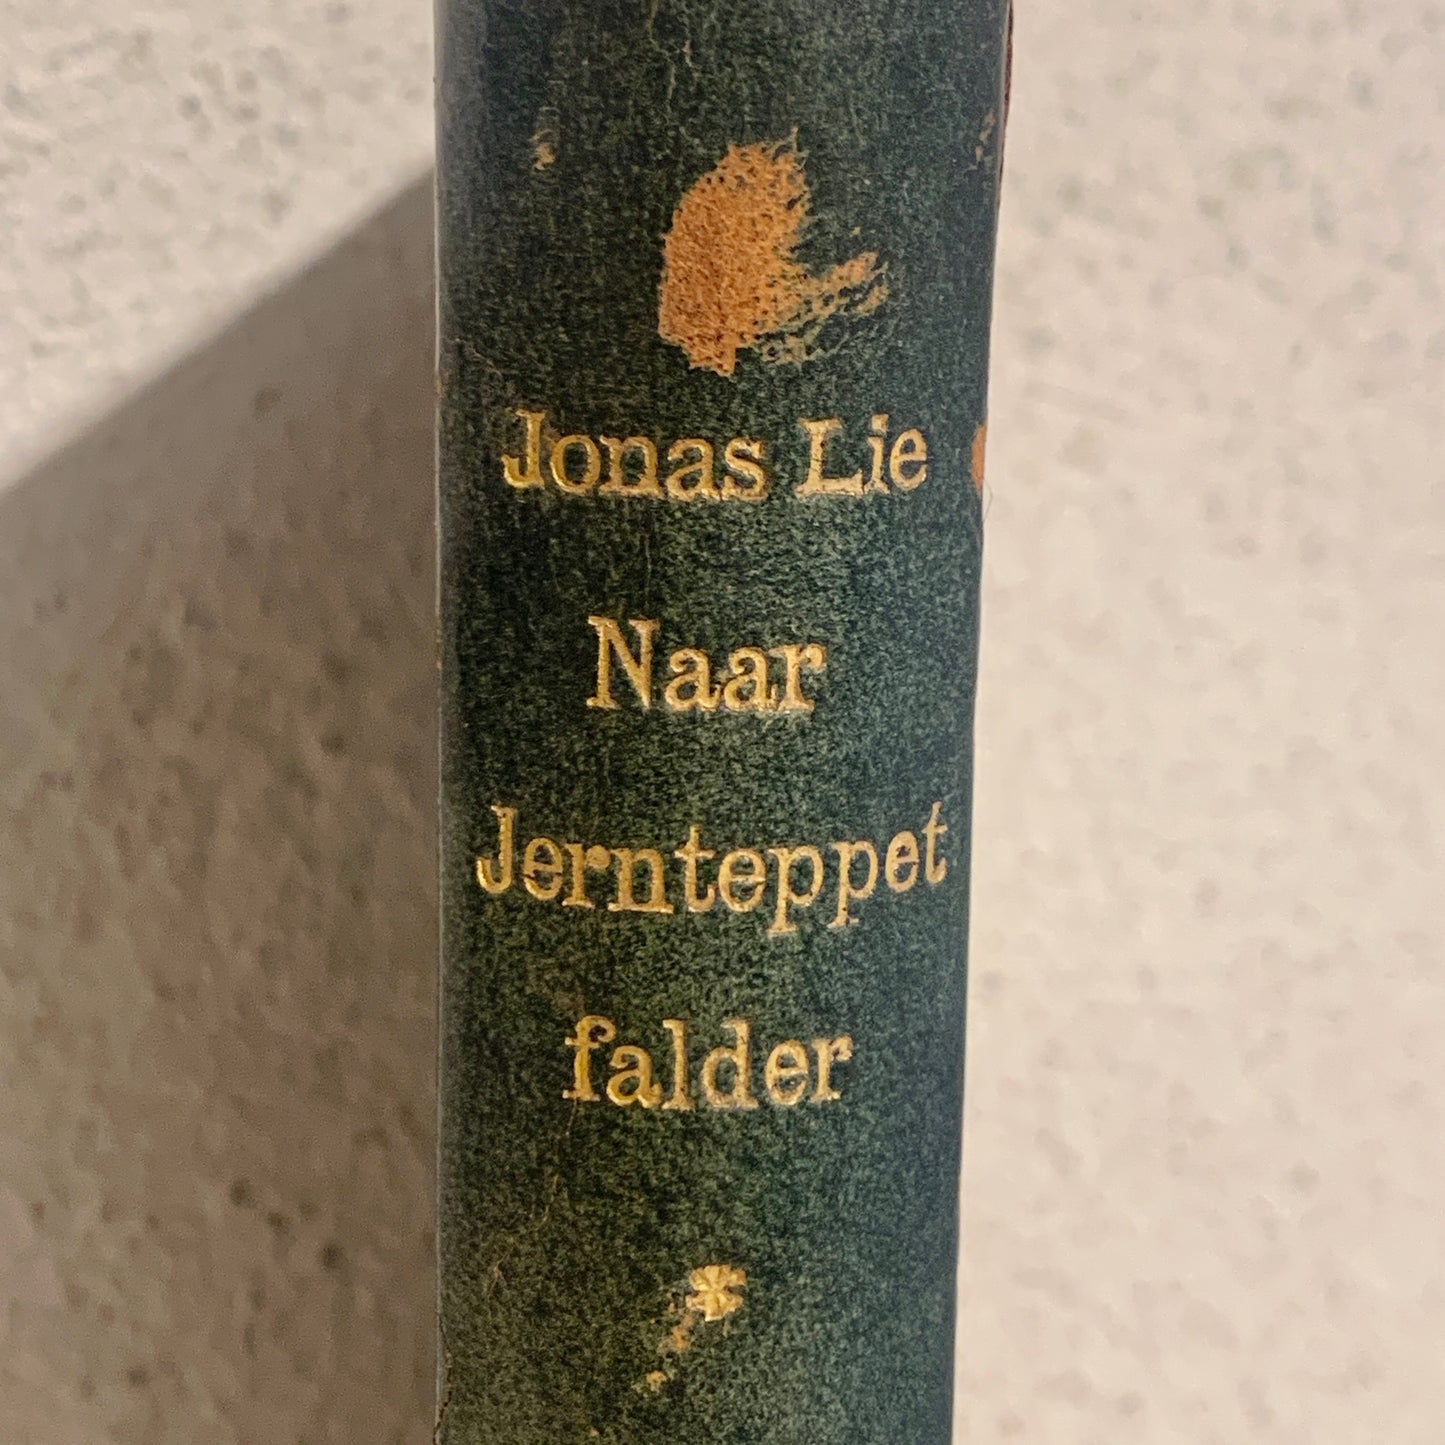 Jonas Lie
Naar
Jernteppet
falder